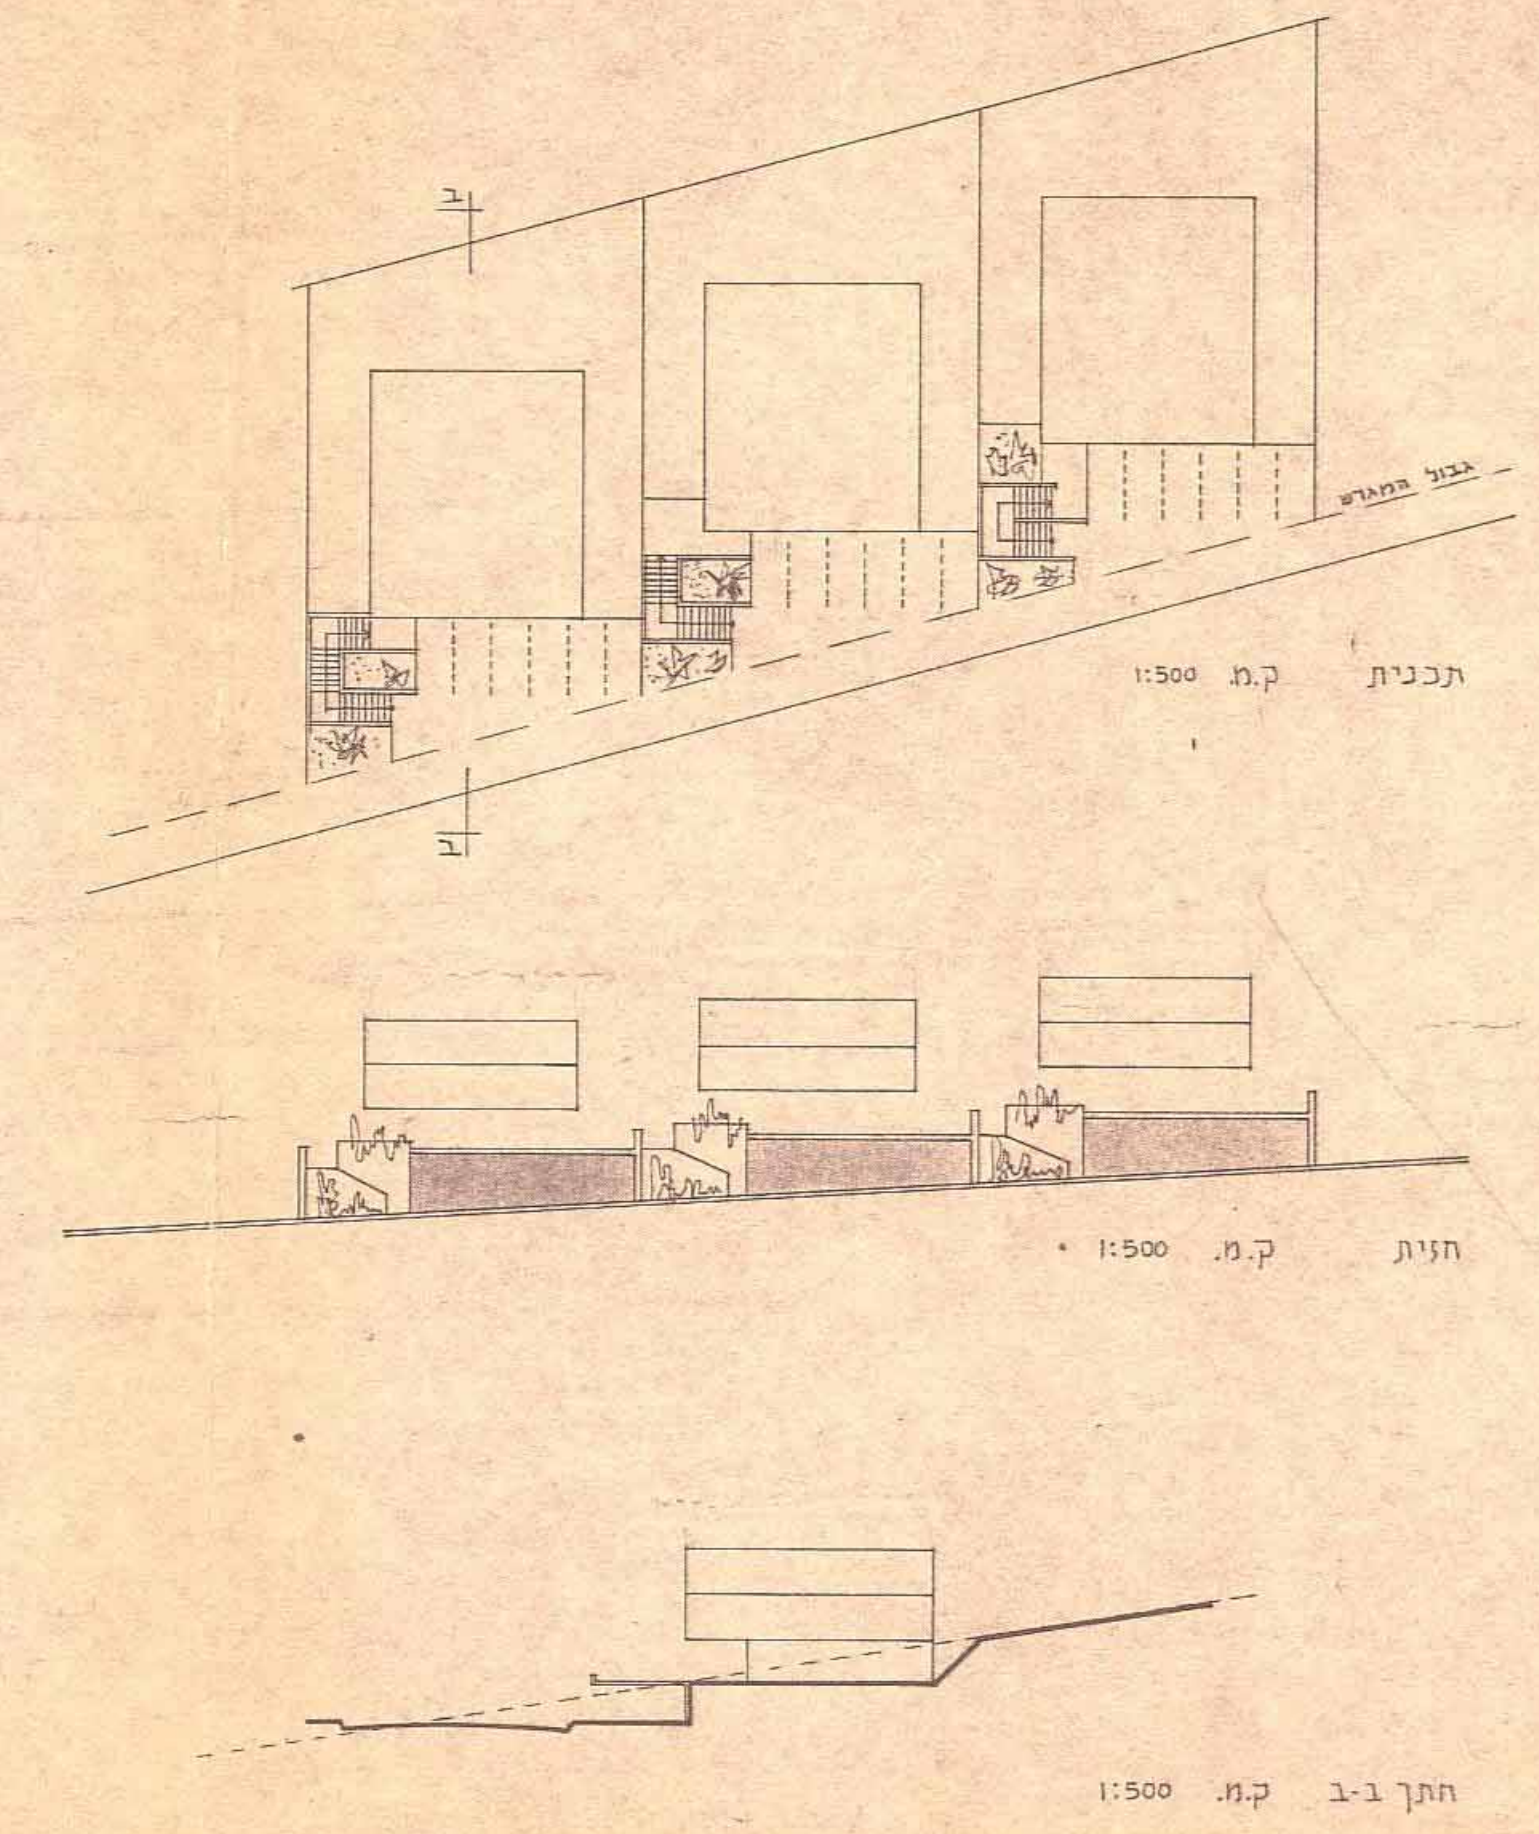 ב
גבול המגרש
תכנית ק.מ. 1:500
ב
חזית ק.מ. 1:500
חתך ב-ב ק.מ. 1:500